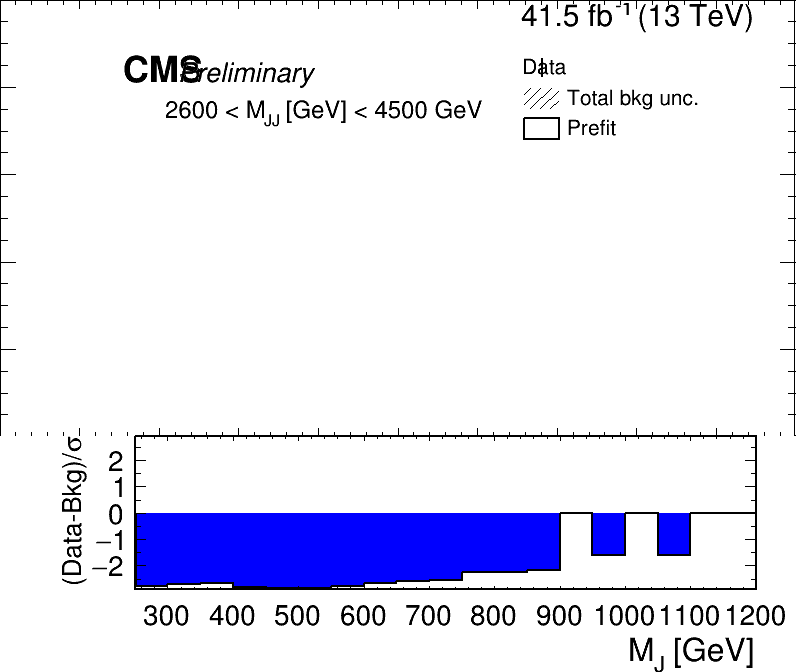 41.5 fb⁻¹ (13 TeV)
CMS Preliminary
2600 < M_JJ [GeV] < 4500 GeV
Data
Total bkg unc.
Prefit
(Data-Bkg)/σ
2
1
0
−1
−2
300 400 500 600 700 800 900 1000 1100 1200
M_J [GeV]